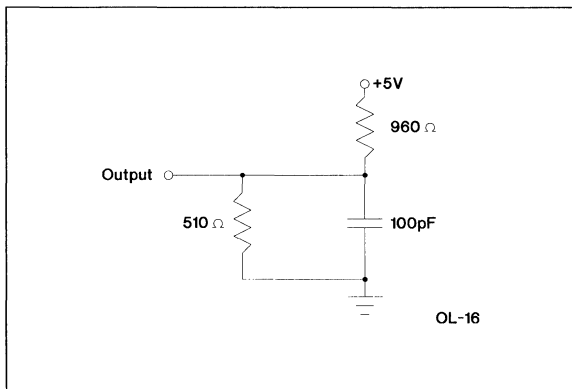 +5V
960 Ω
Output
510 Ω
100pF
OL-16